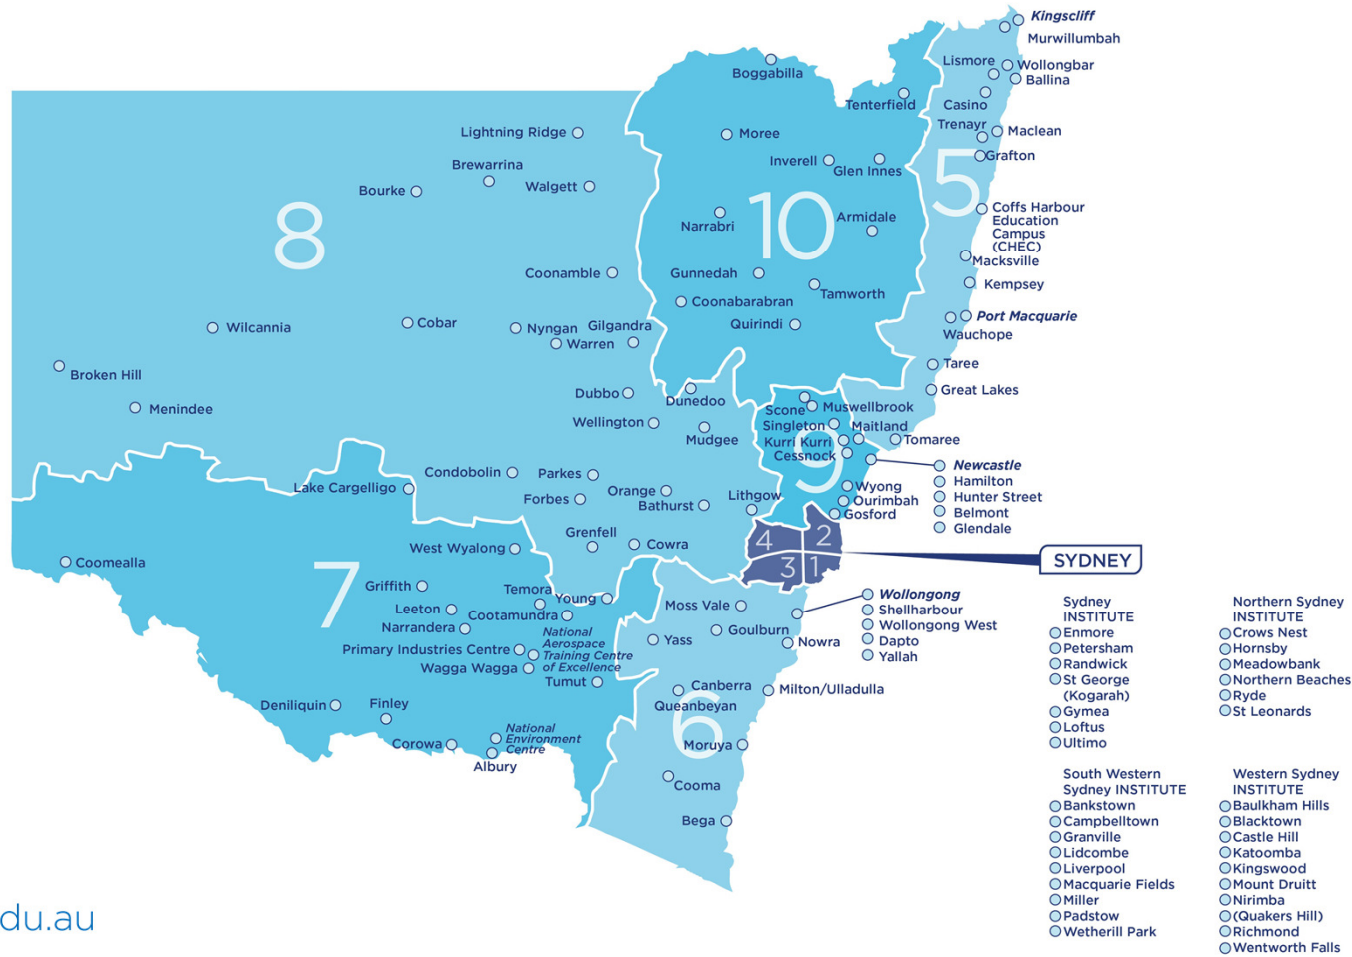 Kingscliff
Murwillumbah
Lismore
Wollongbar
Ballina
Casino
Trenayr
Maclean
Grafton
5
Coffs Harbour
Education
Campus
(CHEC)
Macksville
Kempsey
Port Macquarie
Wauchope
Taree
Great Lakes
Tomaree
Boggabilla
Tenterfield
Moree
Inverell
Glen Innes
10
Narrabri
Armidale
Gunnedah
Tamworth
Coonabarabran
Quirindi
Lightning Ridge
Brewarrina
Bourke
Walgett
8
Coonamble
Wilcannia
Cobar
Nyngan
Gilgandra
Warren
Broken Hill
Menindee
Dubbo
Dunedoo
Wellington
Mudgee
Condobolin
Parkes
Forbes
Orange
Bathurst
Lithgow
Grenfell
Cowra
Scone
Muswellbrook
Singleton
Maitland
Kurri Kurri
Cessnock
9
Wyong
Ourimbah
Gosford
Newcastle
Hamilton
Hunter Street
Belmont
Glendale
4
2
3
1
SYDNEY
Lake Cargelligo
Coomealla
7
West Wyalong
Griffith
Temora
Young
Leeton
Cootamundra
Narrandera
National
Aerospace
Training Centre
of Excellence
Primary Industries Centre
Wagga Wagga
Tumut
Deniliquin
Finley
Corowa
National
Environment
Centre
Albury
Moss Vale
Goulburn
Yass
Nowra
Wollongong
Shellharbour
Wollongong West
Dapto
Yallah
Canberra
Queanbeyan
Milton/Ulladulla
6
Moruya
Cooma
Bega
Sydney
INSTITUTE
Enmore
Petersham
Randwick
St George
(Kogarah)
Gymea
Loftus
Ultimo
Northern Sydney
INSTITUTE
Crows Nest
Hornsby
Meadowbank
Northern Beaches
Ryde
St Leonards
South Western
Sydney INSTITUTE
Bankstown
Campbelltown
Granville
Lidcombe
Liverpool
Macquarie Fields
Miller
Padstow
Wetherill Park
Western Sydney
INSTITUTE
Baulkham Hills
Blacktown
Castle Hill
Katoomba
Kingswood
Mount Druitt
Nirimba
(Quakers Hill)
Richmond
Wentworth Falls
du.au